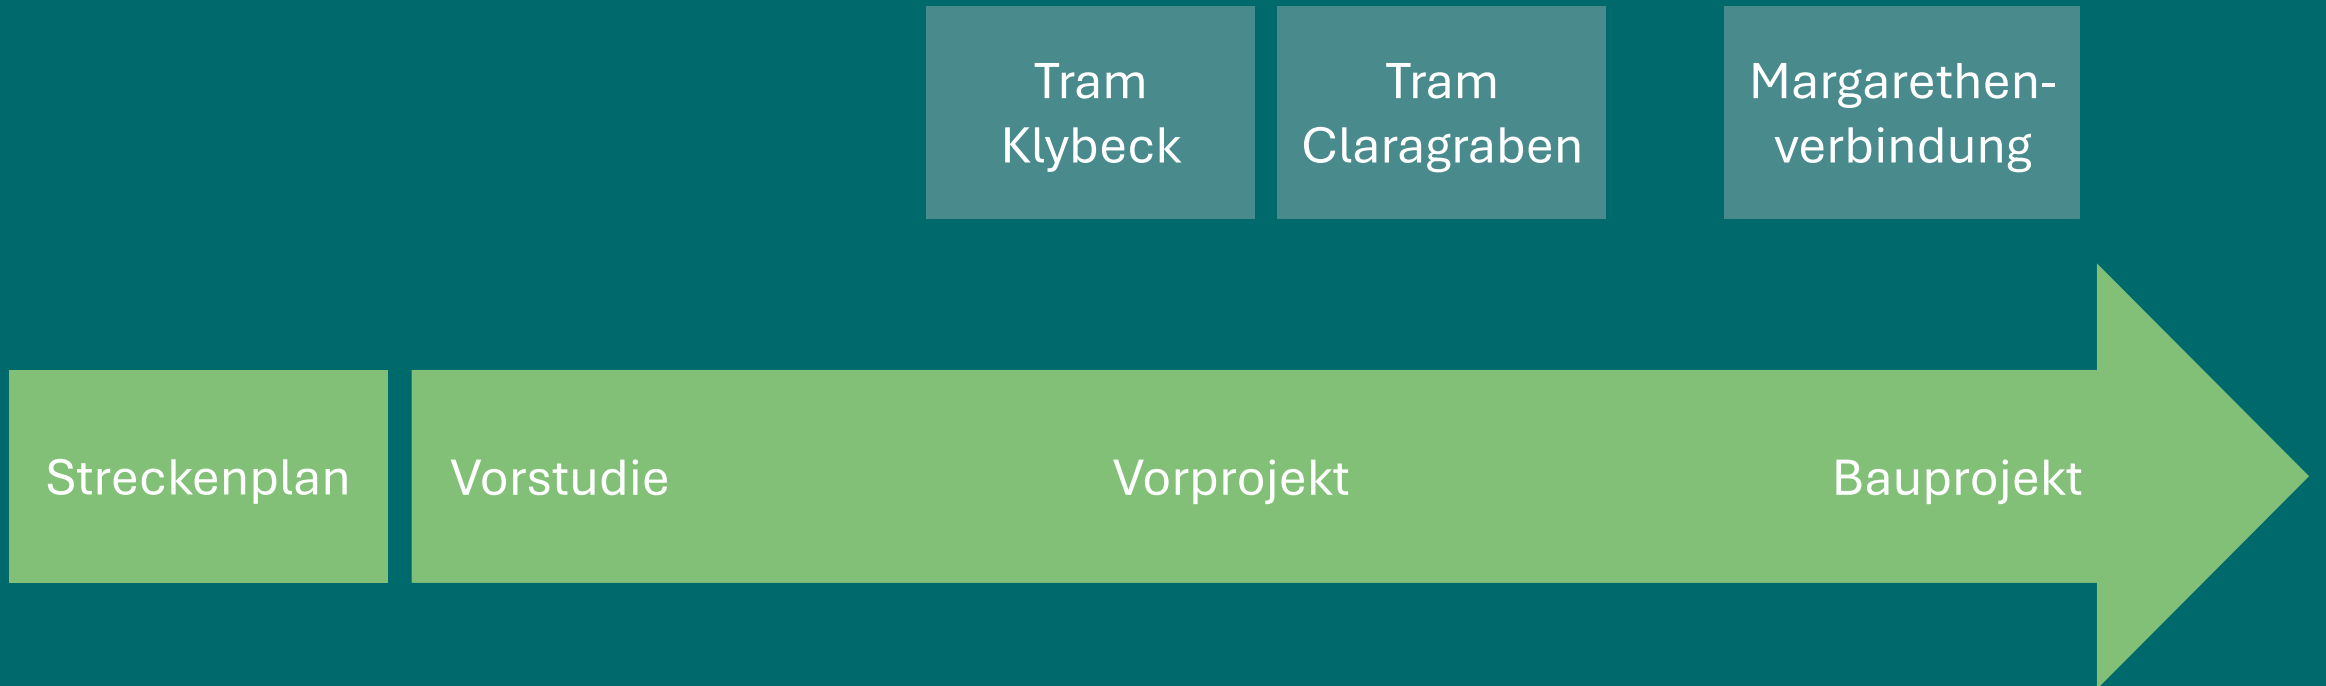 Tram
Klybeck
Tram
Claragraben
Margarethen-
verbindung
Streckenplan
Vorstudie
Vorprojekt
Bauprojekt